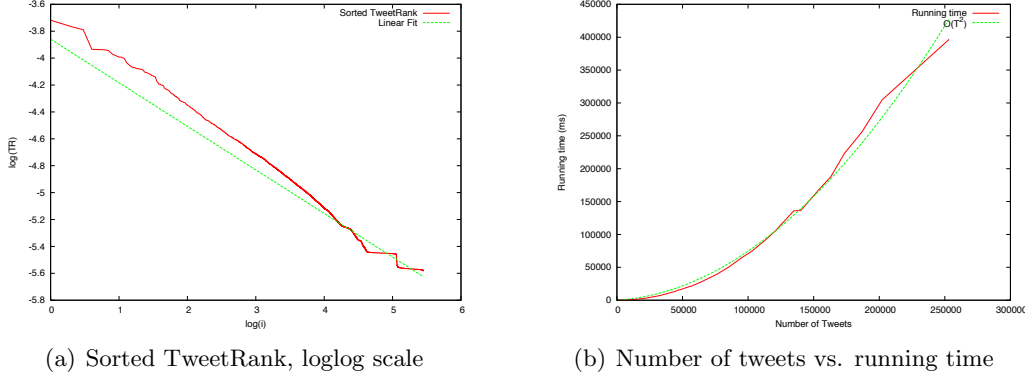 -3.6
-3.8
-4
-4.2
-4.4
-4.6
-4.8
-5
-5.2
-5.4
-5.6
-5.8
log(TR)
0 1 2 3 4 5 6
log(i)
Sorted TweetRank
Linear Fit
(a) Sorted TweetRank, loglog scale
450000
400000
350000
300000
250000
200000
150000
100000
50000
0
Running time (ms)
0 50000 100000 150000 200000 250000 300000
Number of Tweets
Running time
O(T²)
(b) Number of tweets vs. running time